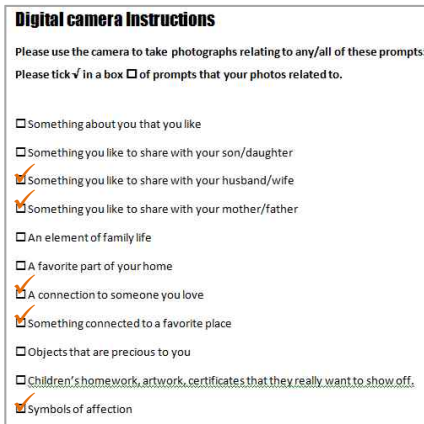 Digital camera Instructions
Please use the camera to take photographs relating to any/all of these prompts:
Please tick √ in a box ☐ of prompts that your photos related to.
☐ Something about you that you like
☐ Something you like to share with your son/daughter
☑ Something you like to share with your husband/wife
☑ Something you like to share with your mother/father
☐ An element of family life
☐ A favorite part of your home
☑ A connection to someone you love
☑ Something connected to a favorite place
☐ Objects that are precious to you
☐ Children's homework, artwork, certificates that they really want to show off.
☑ Symbols of affection